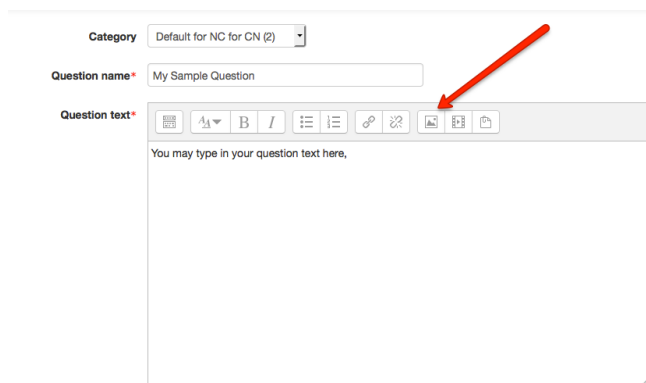 Category Default for NC for CN (2)
Question name* My Sample Question
Question text*
B I
You may type in your question text here,